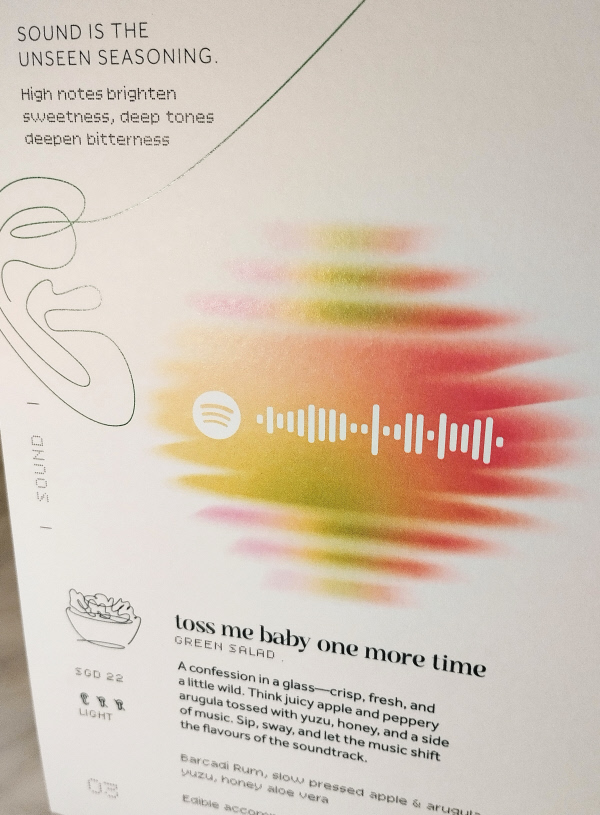 SOUND IS THE
UNSEEN SEASONING.
High notes brighten
sweetness, deep tones
deepen bitterness
| SOUND |
toss me baby one more time
GREEN SALAD .
SGD 22
LIGHT
A confession in a glass—crisp, fresh, and
a little wild. Think juicy apple and peppery
arugula tossed with yuzu, honey, and a side
of music. Sip, sway, and let the music shift
the flavours of the soundtrack.
Barcadi Rum, slow pressed apple & arugula
yuzu, honey aloe vera
Edible
03